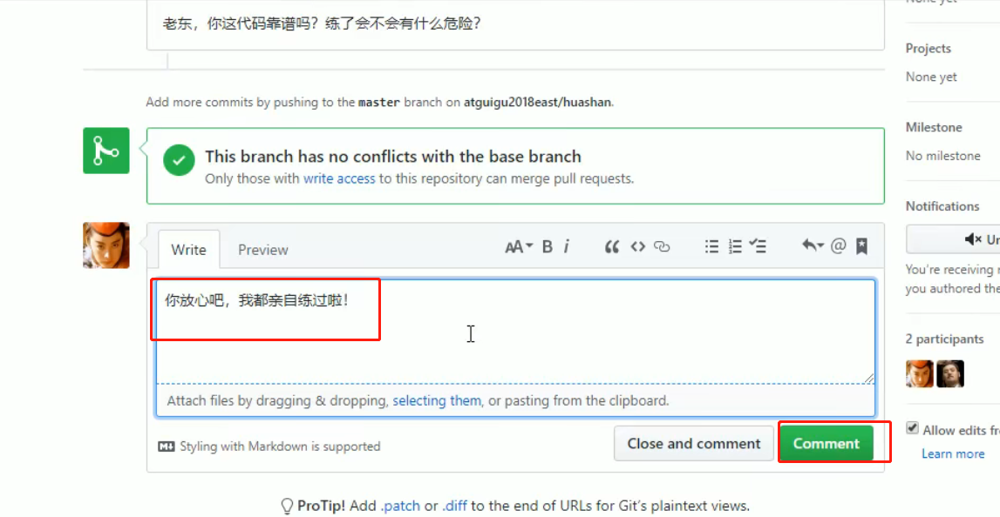 None yet
老东，你这代码靠谱吗？练了会不会有什么危险？
Projects
None yet
Add more commits by pushing to the master branch on atguigu2018east/huashan.
Milestone
No milestone
This branch has no conflicts with the base branch
Only those with write access to this repository can merge pull requests.
Notifications
Un
You're receiving
you authored the
Write
Preview
AA B i
你放心吧，我都亲自练过啦！
2 participants
Attach files by dragging & dropping, selecting them, or pasting from the clipboard.
Allow edits fr
Learn more
Styling with Markdown is supported
Close and comment
Comment
ProTip! Add .patch or .diff to the end of URLs for Git's plaintext views.